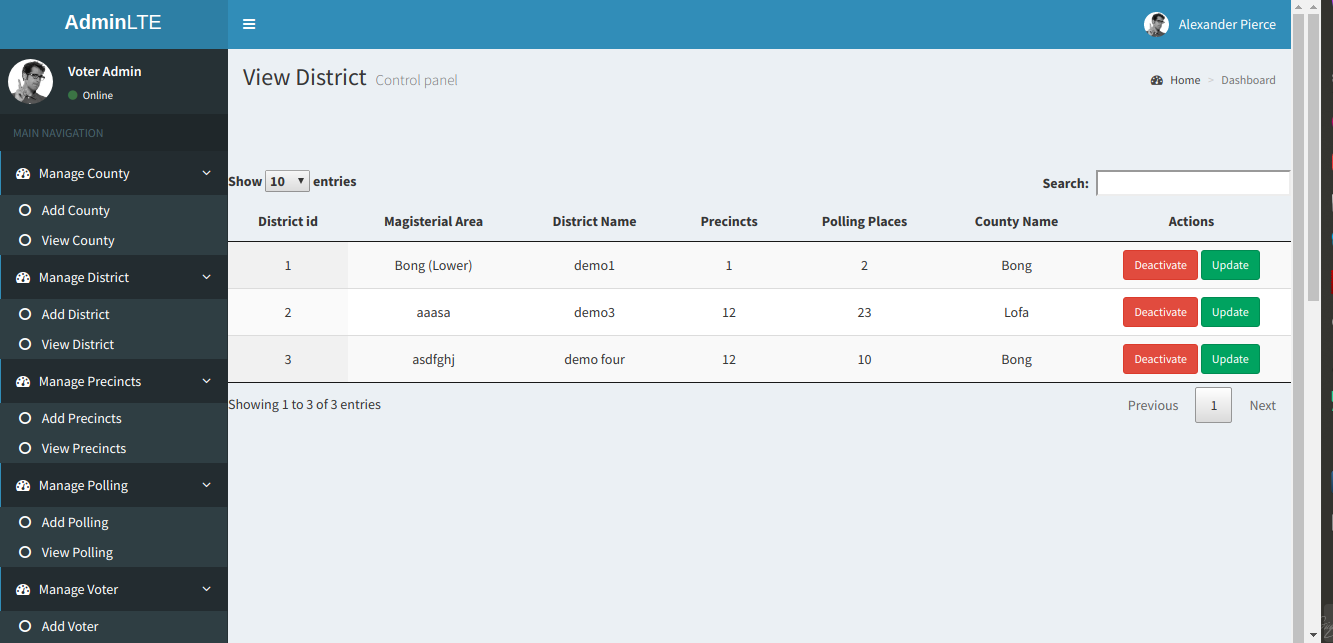 AdminLTE
Alexander Pierce
Voter Admin
Online
MAIN NAVIGATION
Manage County
Add County
View County
Manage District
Add District
View District
Manage Precincts
Add Precincts
View Precincts
Manage Polling
Add Polling
View Polling
Manage Voter
Add Voter
View District Control panel
Home > Dashboard
Show 10 entries
Search:
District id Magisterial Area District Name Precincts Polling Places County Name Actions
1 Bong (Lower) demo1 1 2 Bong Deactivate Update
2 aaasa demo3 12 23 Lofa Deactivate Update
3 asdfghj demo four 12 10 Bong Deactivate Update
Showing 1 to 3 of 3 entries
Previous 1 Next